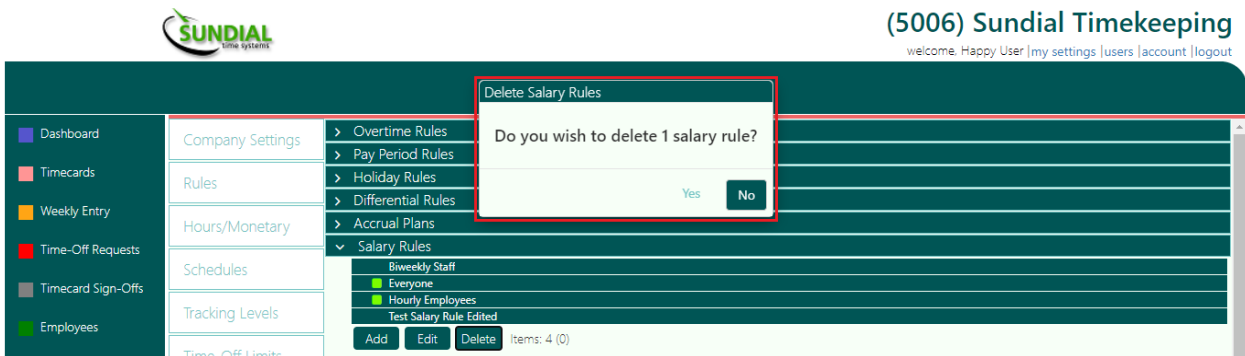 SUNDIAL
time systems
(5006) Sundial Timekeeping
welcome, Happy User |my settings |users |account |logout
Delete Salary Rules
Do you wish to delete 1 salary rule?
Yes
No
Dashboard
Timecards
Weekly Entry
Time-Off Requests
Timecard Sign-Offs
Employees
Company Settings
Rules
Hours/Monetary
Schedules
Tracking Levels
Time-Off Limits
> Overtime Rules
> Pay Period Rules
> Holiday Rules
> Differential Rules
> Accrual Plans
Salary Rules
Biweekly Staff
Everyone
Hourly Employees
Test Salary Rule Edited
Add Edit Delete Items: 4 (0)